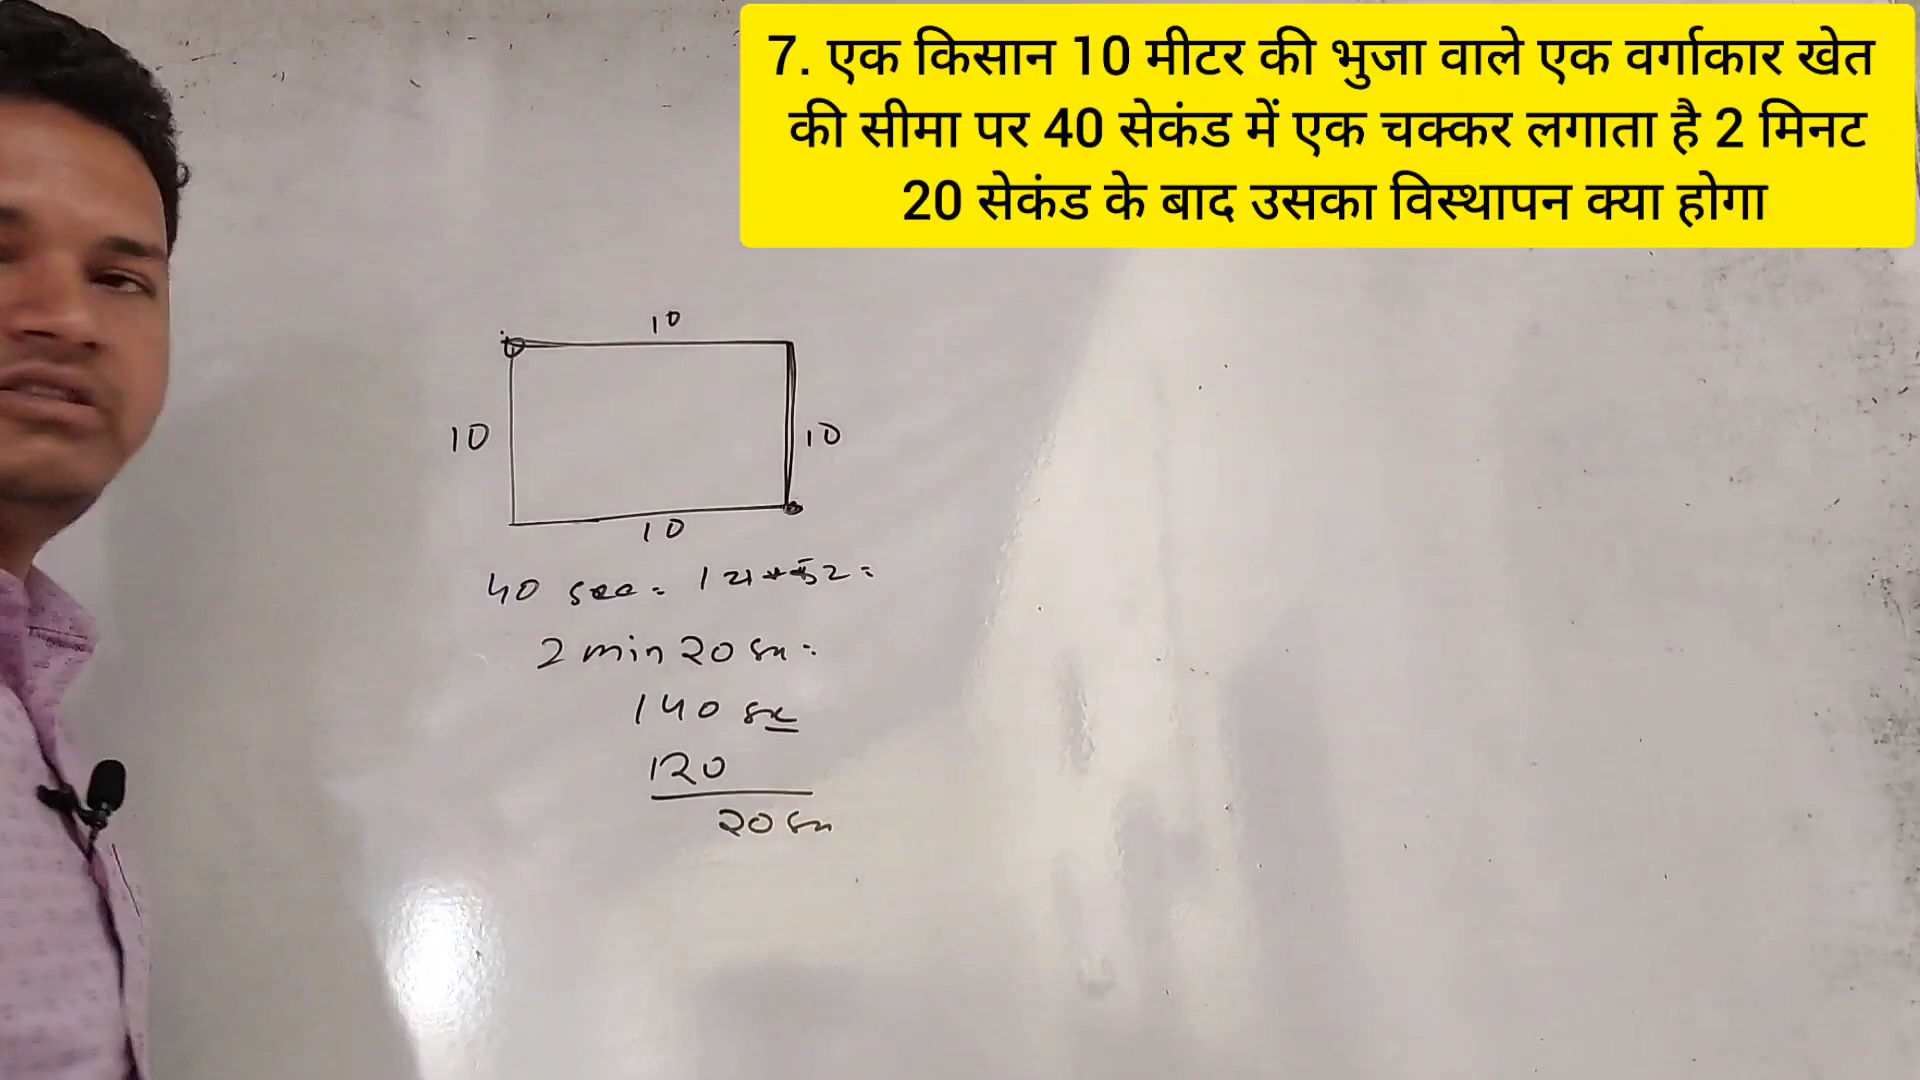 7. एक किसान 10 मीटर की भुजा वाले एक वर्गाकार खेत
की सीमा पर 40 सेकंड में एक चक्कर लगाता है 2 मिनट
20 सेकंड के बाद उसका विस्थापन क्या होगा
10
10
10
10
40 sec = 1
2 min 20 sec =
140 sec
120
20 sec